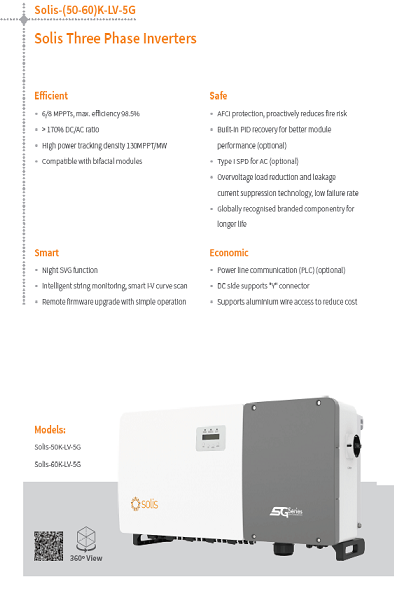 Solis-(50-60)K-LV-5G
Solis Three Phase Inverters
Efficient
6/8 MPPTs, max. efficiency 98.5%
> 170% DC/AC ratio
High power tracking density 130MPPT/MW
Compatible with bifacial modules
Safe
AFCI protection, proactively reduces fire risk
Built-in PID recovery for better module
performance (optional)
Type I SPD for AC (optional)
Overvoltage load reduction and leakage
current suppression technology, low failure rate
Globally recognised branded componentry for
longer life
Smart
Night SVG function
Intelligent string monitoring, smart I-V curve scan
Remote firmware upgrade with simple operation
Economic
Power line communication (PLC) (optional)
DC side supports "Y" connector
Supports aluminium wire access to reduce cost
Models:
Solis-50K-LV-5G
Solis-60K-LV-5G
solis
5G Series
360° View